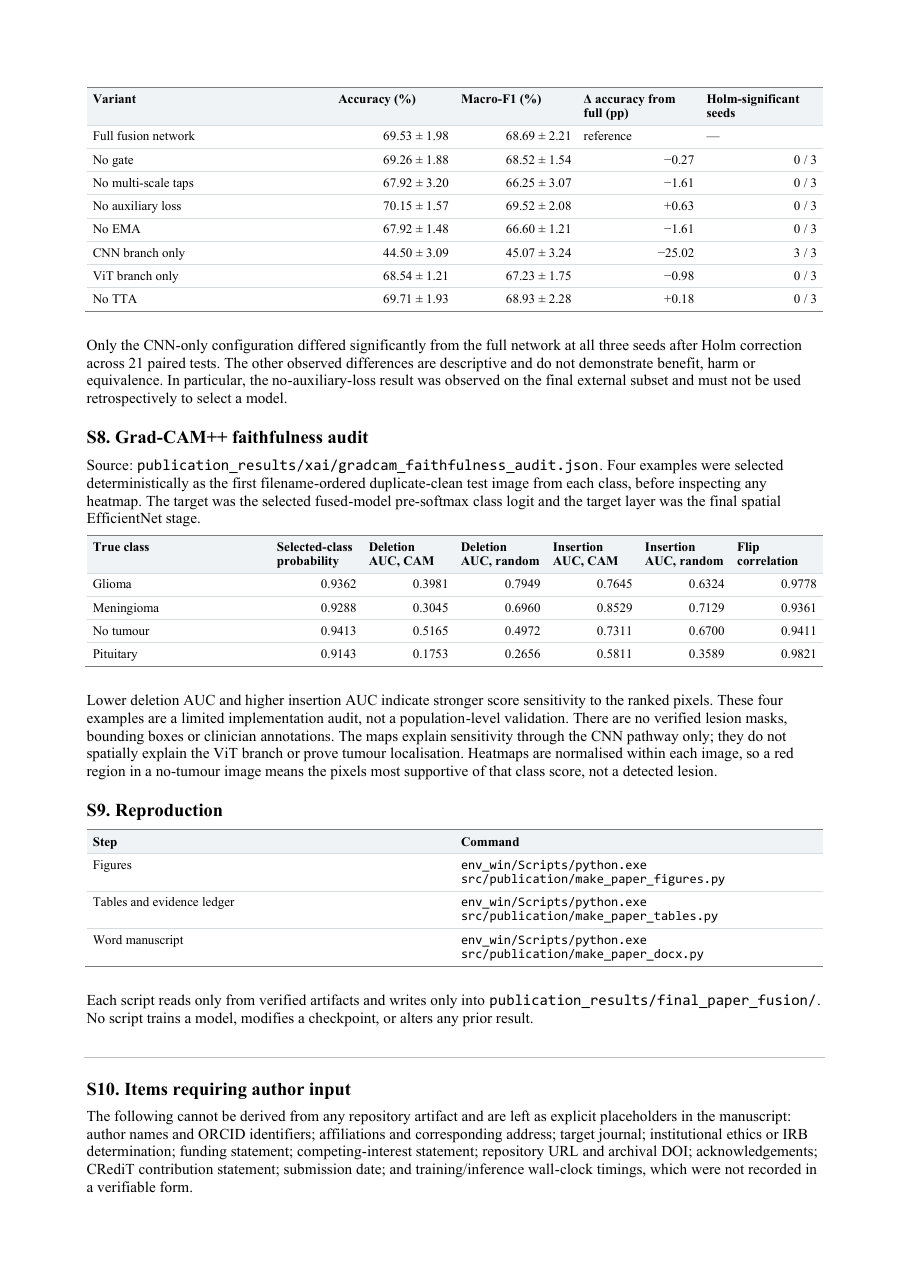 Variant Accuracy (%) Macro-F1 (%) Δ accuracy from full (pp) Holm-significant seeds
Full fusion network 69.53 ± 1.98 68.69 ± 2.21 reference —
No gate 69.26 ± 1.88 68.52 ± 1.54 −0.27 0 / 3
No multi-scale taps 67.92 ± 3.20 66.25 ± 3.07 −1.61 0 / 3
No auxiliary loss 70.15 ± 1.57 69.52 ± 2.08 +0.63 0 / 3
No EMA 67.92 ± 1.48 66.60 ± 1.21 −1.61 0 / 3
CNN branch only 44.50 ± 3.09 45.07 ± 3.24 −25.02 3 / 3
ViT branch only 68.54 ± 1.21 67.23 ± 1.75 −0.98 0 / 3
No TTA 69.71 ± 1.93 68.93 ± 2.28 +0.18 0 / 3
Only the CNN-only configuration differed significantly from the full network at all three seeds after Holm correction
across 21 paired tests. The other observed differences are descriptive and do not demonstrate benefit, harm or
equivalence. In particular, the no-auxiliary-loss result was observed on the final external subset and must not be used
retrospectively to select a model.
S8. Grad-CAM++ faithfulness audit
Source: publication_results/xai/gradcam_faithfulness_audit.json. Four examples were selected
deterministically as the first filename-ordered duplicate-clean test image from each class, before inspecting any
heatmap. The target was the selected fused-model pre-softmax class logit and the target layer was the final spatial
EfficientNet stage.
True class Selected-class probability Deletion AUC, CAM Deletion AUC, random Insertion AUC, CAM Insertion AUC, random Flip correlation
Glioma 0.9362 0.3981 0.7949 0.7645 0.6324 0.9778
Meningioma 0.9288 0.3045 0.6960 0.8529 0.7129 0.9361
No tumour 0.9413 0.5165 0.4972 0.7311 0.6700 0.9411
Pituitary 0.9143 0.1753 0.2656 0.5811 0.3589 0.9821
Lower deletion AUC and higher insertion AUC indicate stronger score sensitivity to the ranked pixels. These four
examples are a limited implementation audit, not a population-level validation. There are no verified lesion masks,
bounding boxes or clinician annotations. The maps explain sensitivity through the CNN pathway only; they do not
spatially explain the ViT branch or prove tumour localisation. Heatmaps are normalised within each image, so a red
region in a no-tumour image means the pixels most supportive of that class score, not a detected lesion.
S9. Reproduction
Step Command
Figures env_win/Scripts/python.exe
src/publication/make_paper_figures.py
Tables and evidence ledger env_win/Scripts/python.exe
src/publication/make_paper_tables.py
Word manuscript env_win/Scripts/python.exe
src/publication/make_paper_docx.py
Each script reads only from verified artifacts and writes only into publication_results/final_paper_fusion/.
No script trains a model, modifies a checkpoint, or alters any prior result.
S10. Items requiring author input
The following cannot be derived from any repository artifact and are left as explicit placeholders in the manuscript:
author names and ORCID identifiers; affiliations and corresponding address; target journal; institutional ethics or IRB
determination; funding statement; competing-interest statement; repository URL and archival DOI; acknowledgements;
CRediT contribution statement; submission date; and training/inference wall-clock timings, which were not recorded in
a verifiable form.